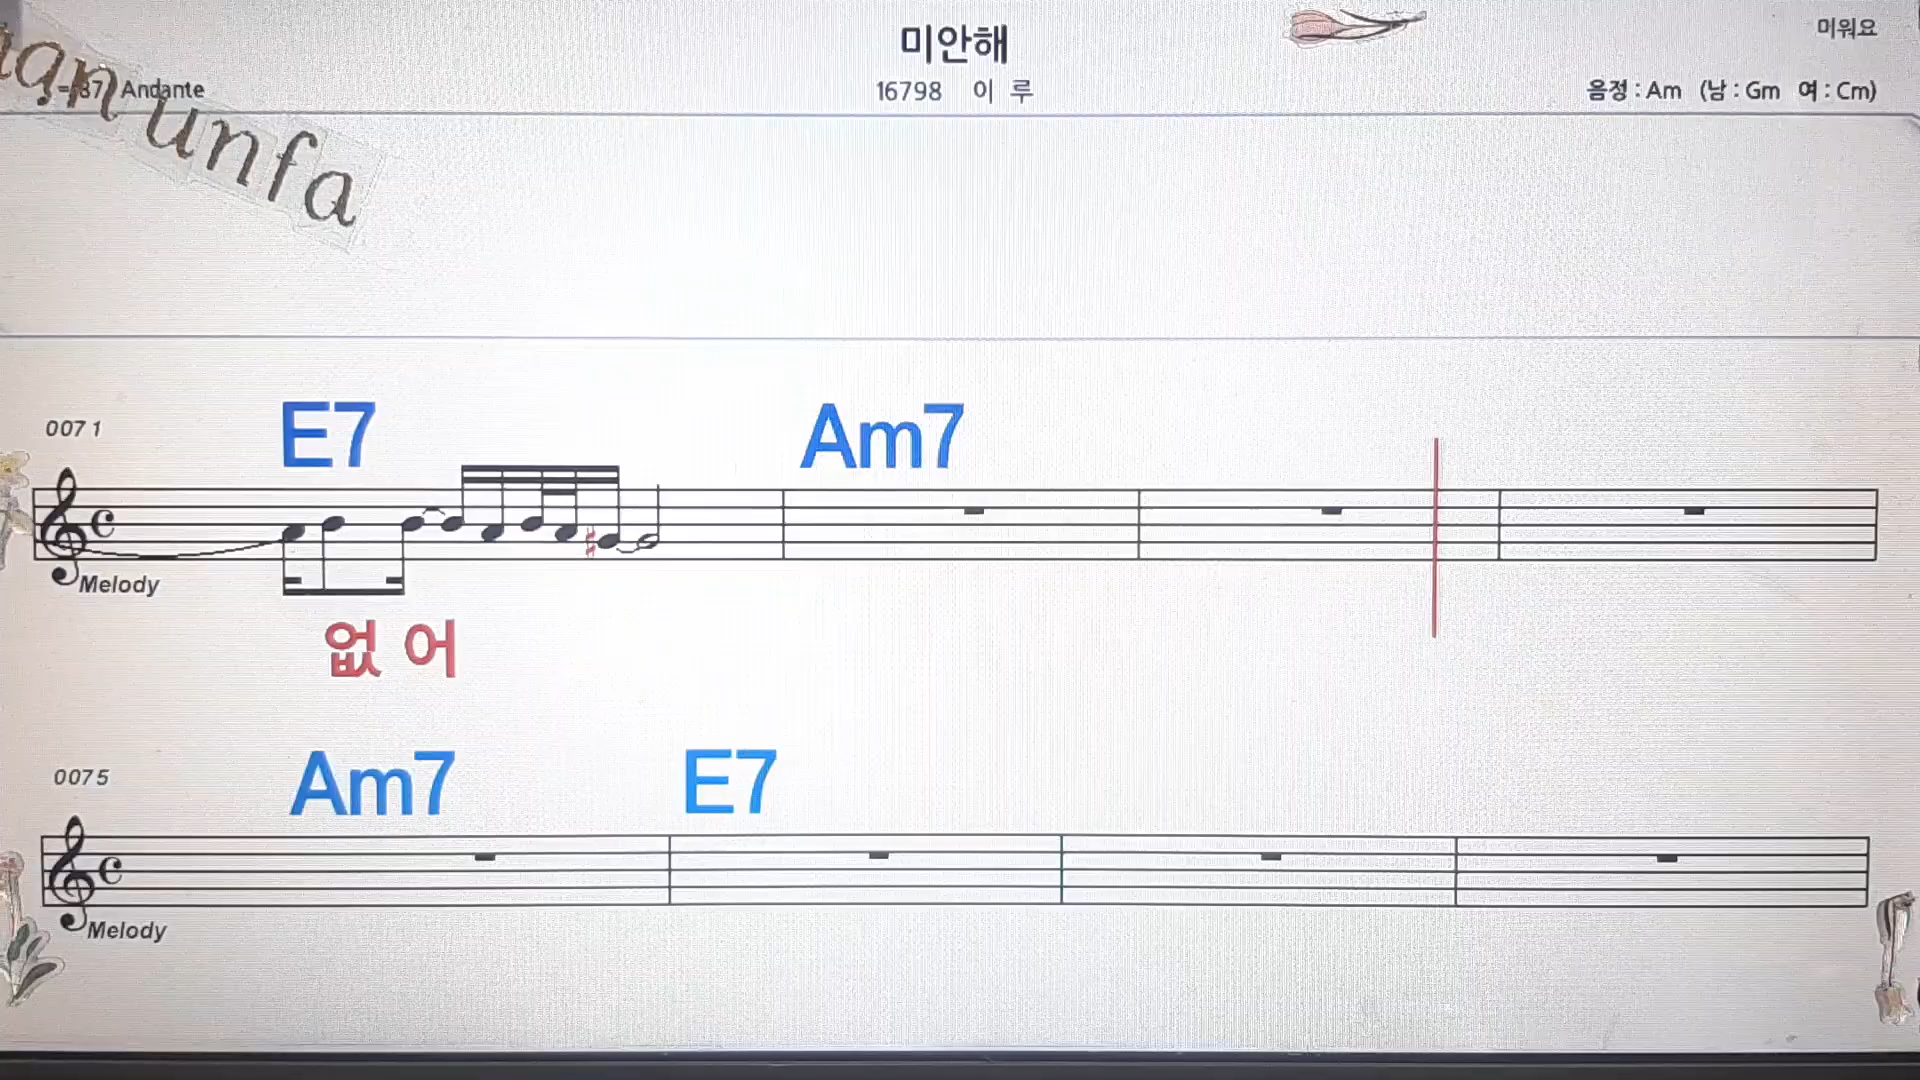 미안해
미워요
an unfa
=87 Andante
16798 이 루
음정 : Am (남 : Gm 여 : Cm)
E7 Am7
0071
Melody
없 어
Am7 E7
0075
Melody